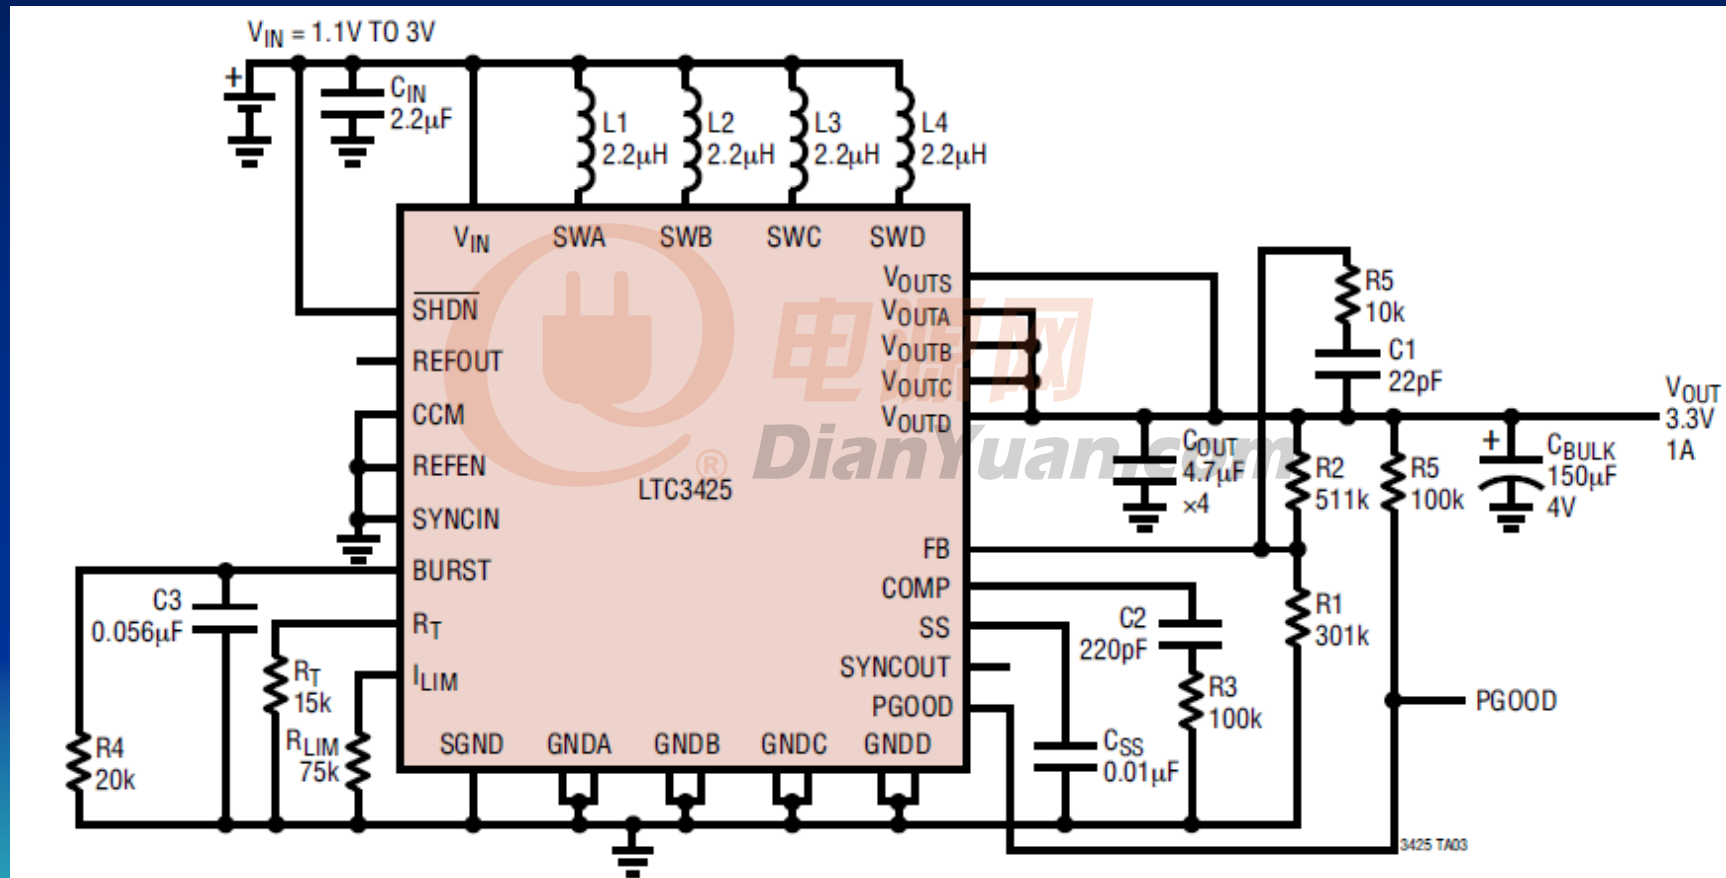 VIN = 1.1V TO 3V
+
CIN
2.2µF
L1
2.2µH
L2
2.2µH
L3
2.2µH
L4
2.2µH
VIN
SWA
SWB
SWC
SWD
SHDN
REFOUT
CCM
REFEN
SYNCIN
BURST
RT
ILIM
SGND
GNDA
GNDB
GNDC
GNDD
LTC3425
VOUTS
VOUTA
VOUTB
VOUTC
VOUTD
FB
COMP
SS
SYNCOUT
PGOOD
C3
0.056µF
R4
20k
RT
15k
RLIM
75k
R5
10k
C1
22pF
VOUT
3.3V
1A
COUT
4.7µF
×4
R2
511k
R5
100k
+
CBULK
150µF
4V
R1
301k
C2
220pF
R3
100k
CSS
0.01µF
PGOOD
3425 TA03
电源网
® DianYuan.com